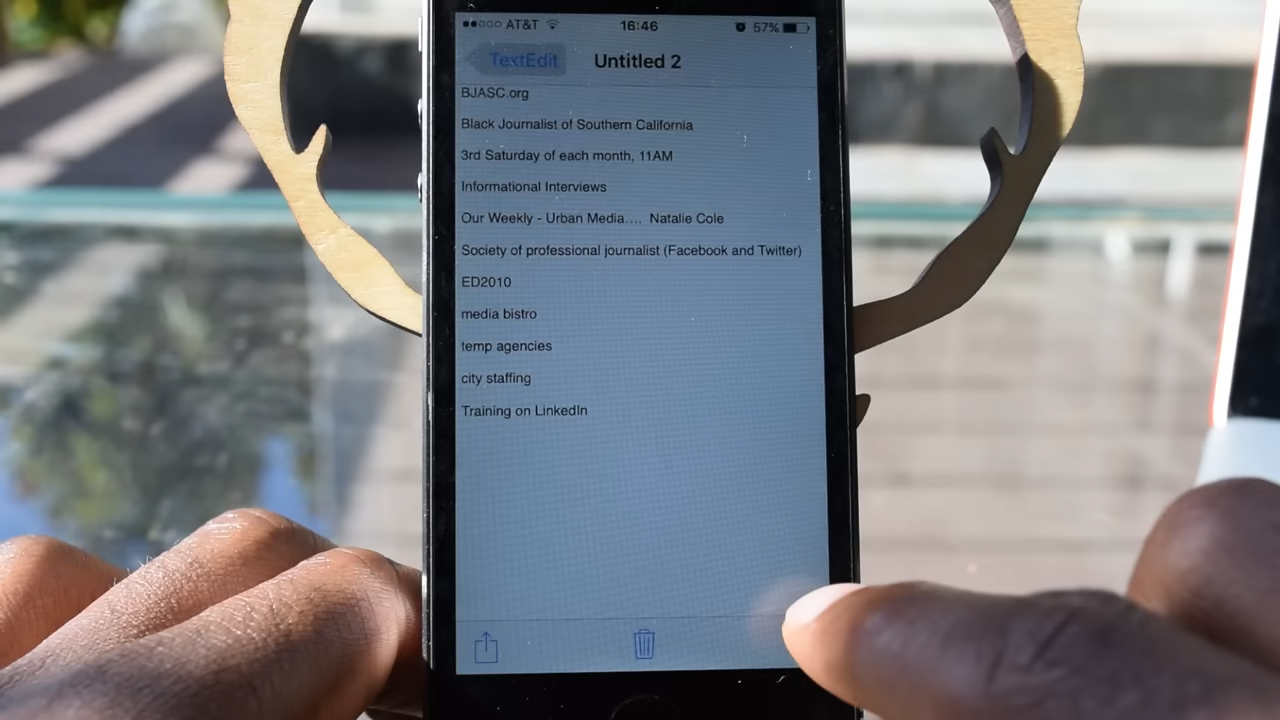 AT&T 16:46 57%
TextEdit Untitled 2
BJASC.org
Black Journalist of Southern California
3rd Saturday of each month, 11AM
Informational Interviews
Our Weekly - Urban Media.... Natalie Cole
Society of professional journalist (Facebook and Twitter)
ED2010
media bistro
temp agencies
city staffing
Training on LinkedIn